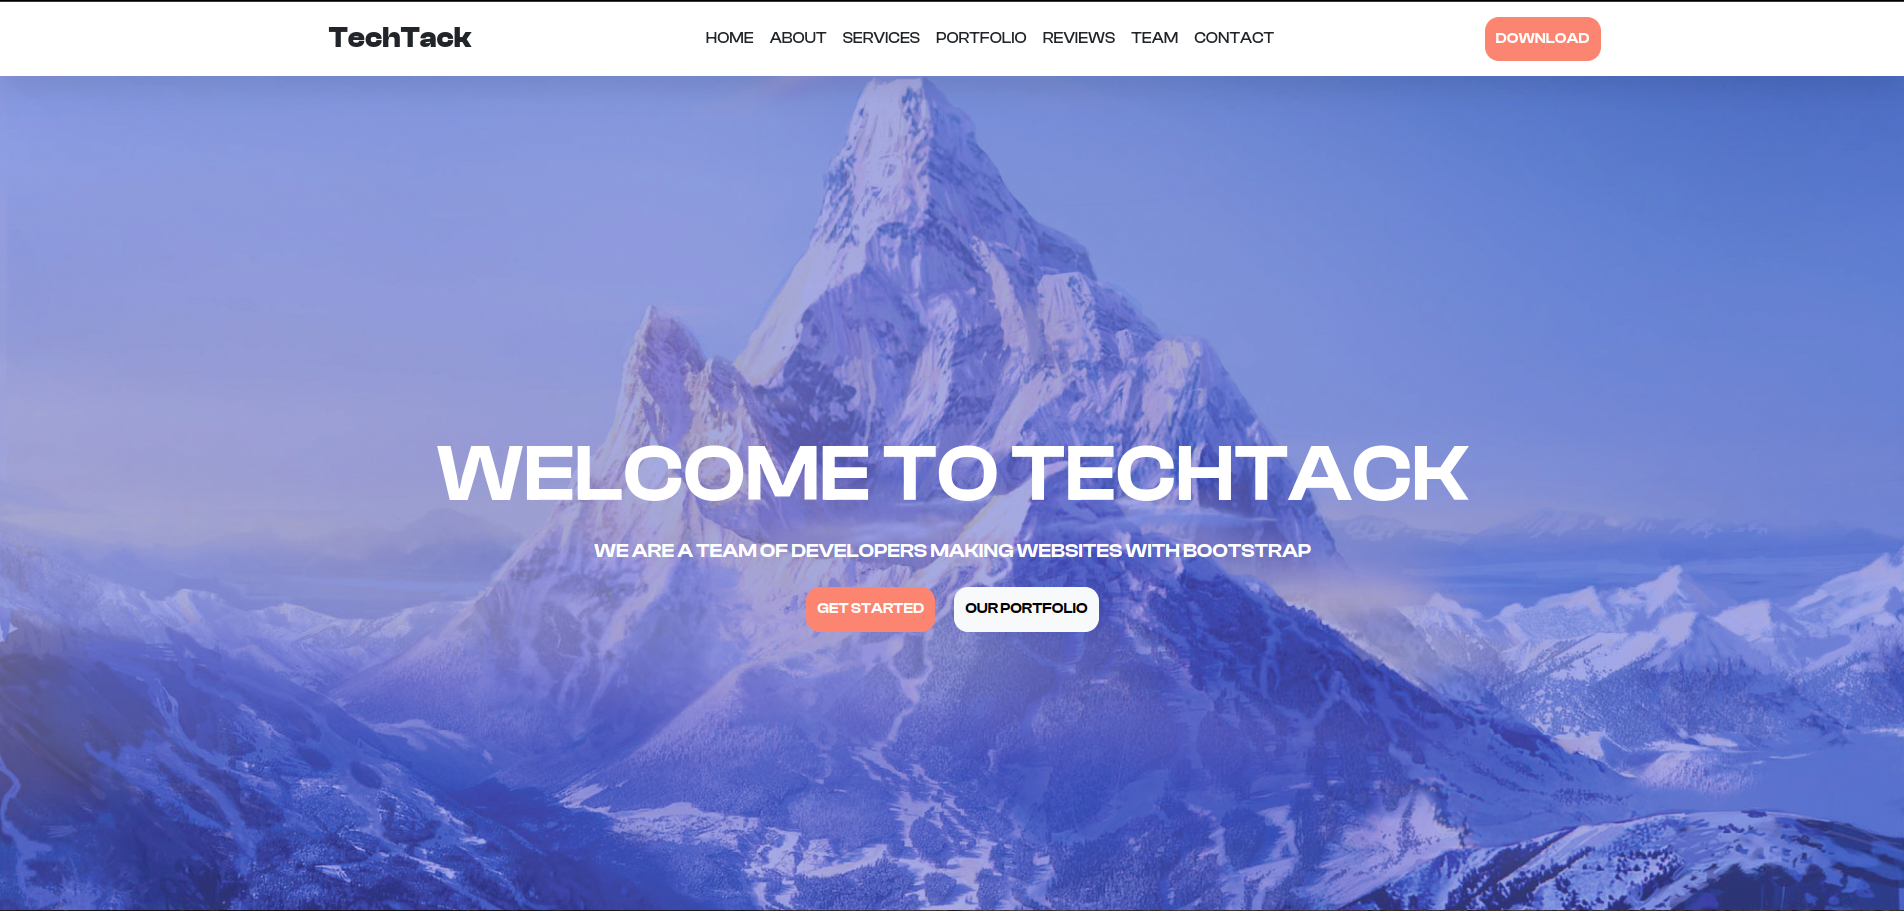 TechTack
HOME ABOUT SERVICES PORTFOLIO REVIEWS TEAM CONTACT
DOWNLOAD
WELCOME TO TECHTACK
WE ARE A TEAM OF DEVELOPERS MAKING WEBSITES WITH BOOTSTRAP
GET STARTED
OUR PORTFOLIO